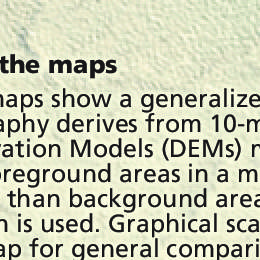 the maps
maps show a generalize
aphy derives from 10-m
vation Models (DEMs)
oreground areas in a m
than background area
n is used. Graphical sca
ap for general compari